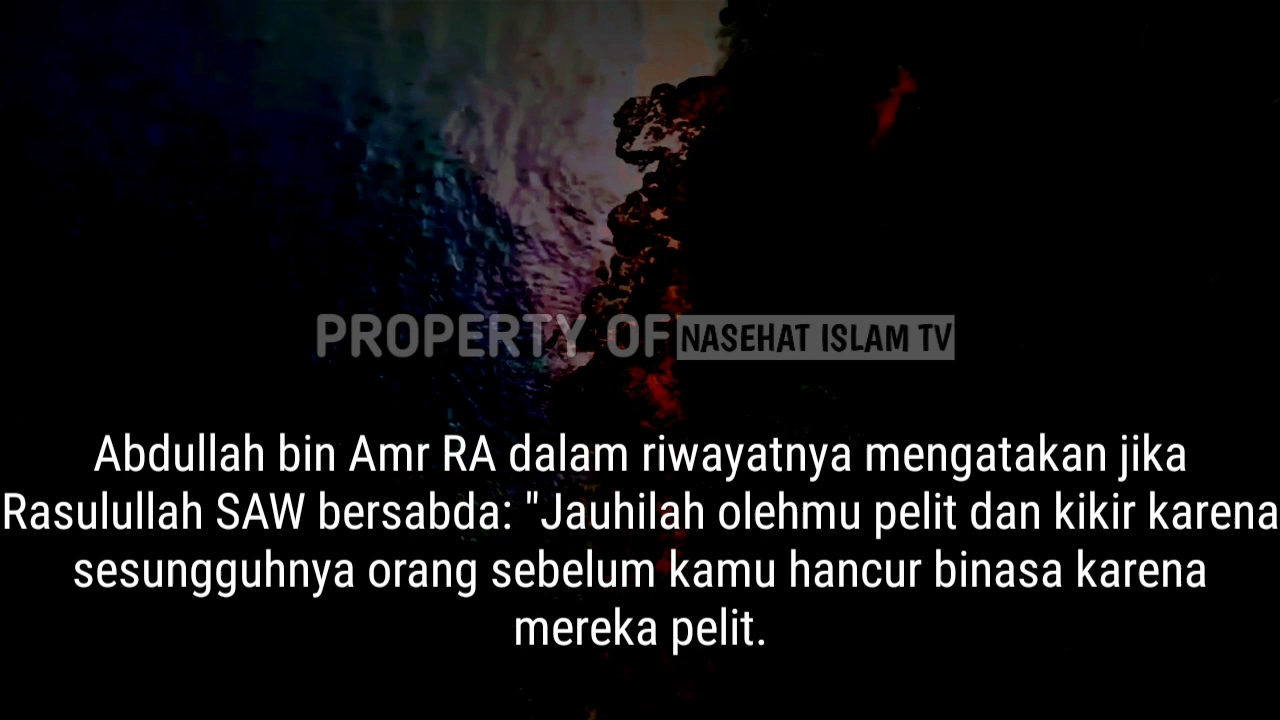 PROPERTY OF NASEHAT ISLAM TV
Abdullah bin Amr RA dalam riwayatnya mengatakan jika
Rasulullah SAW bersabda: "Jauhilah olehmu pelit dan kikir karena
sesungguhnya orang sebelum kamu hancur binasa karena
mereka pelit.